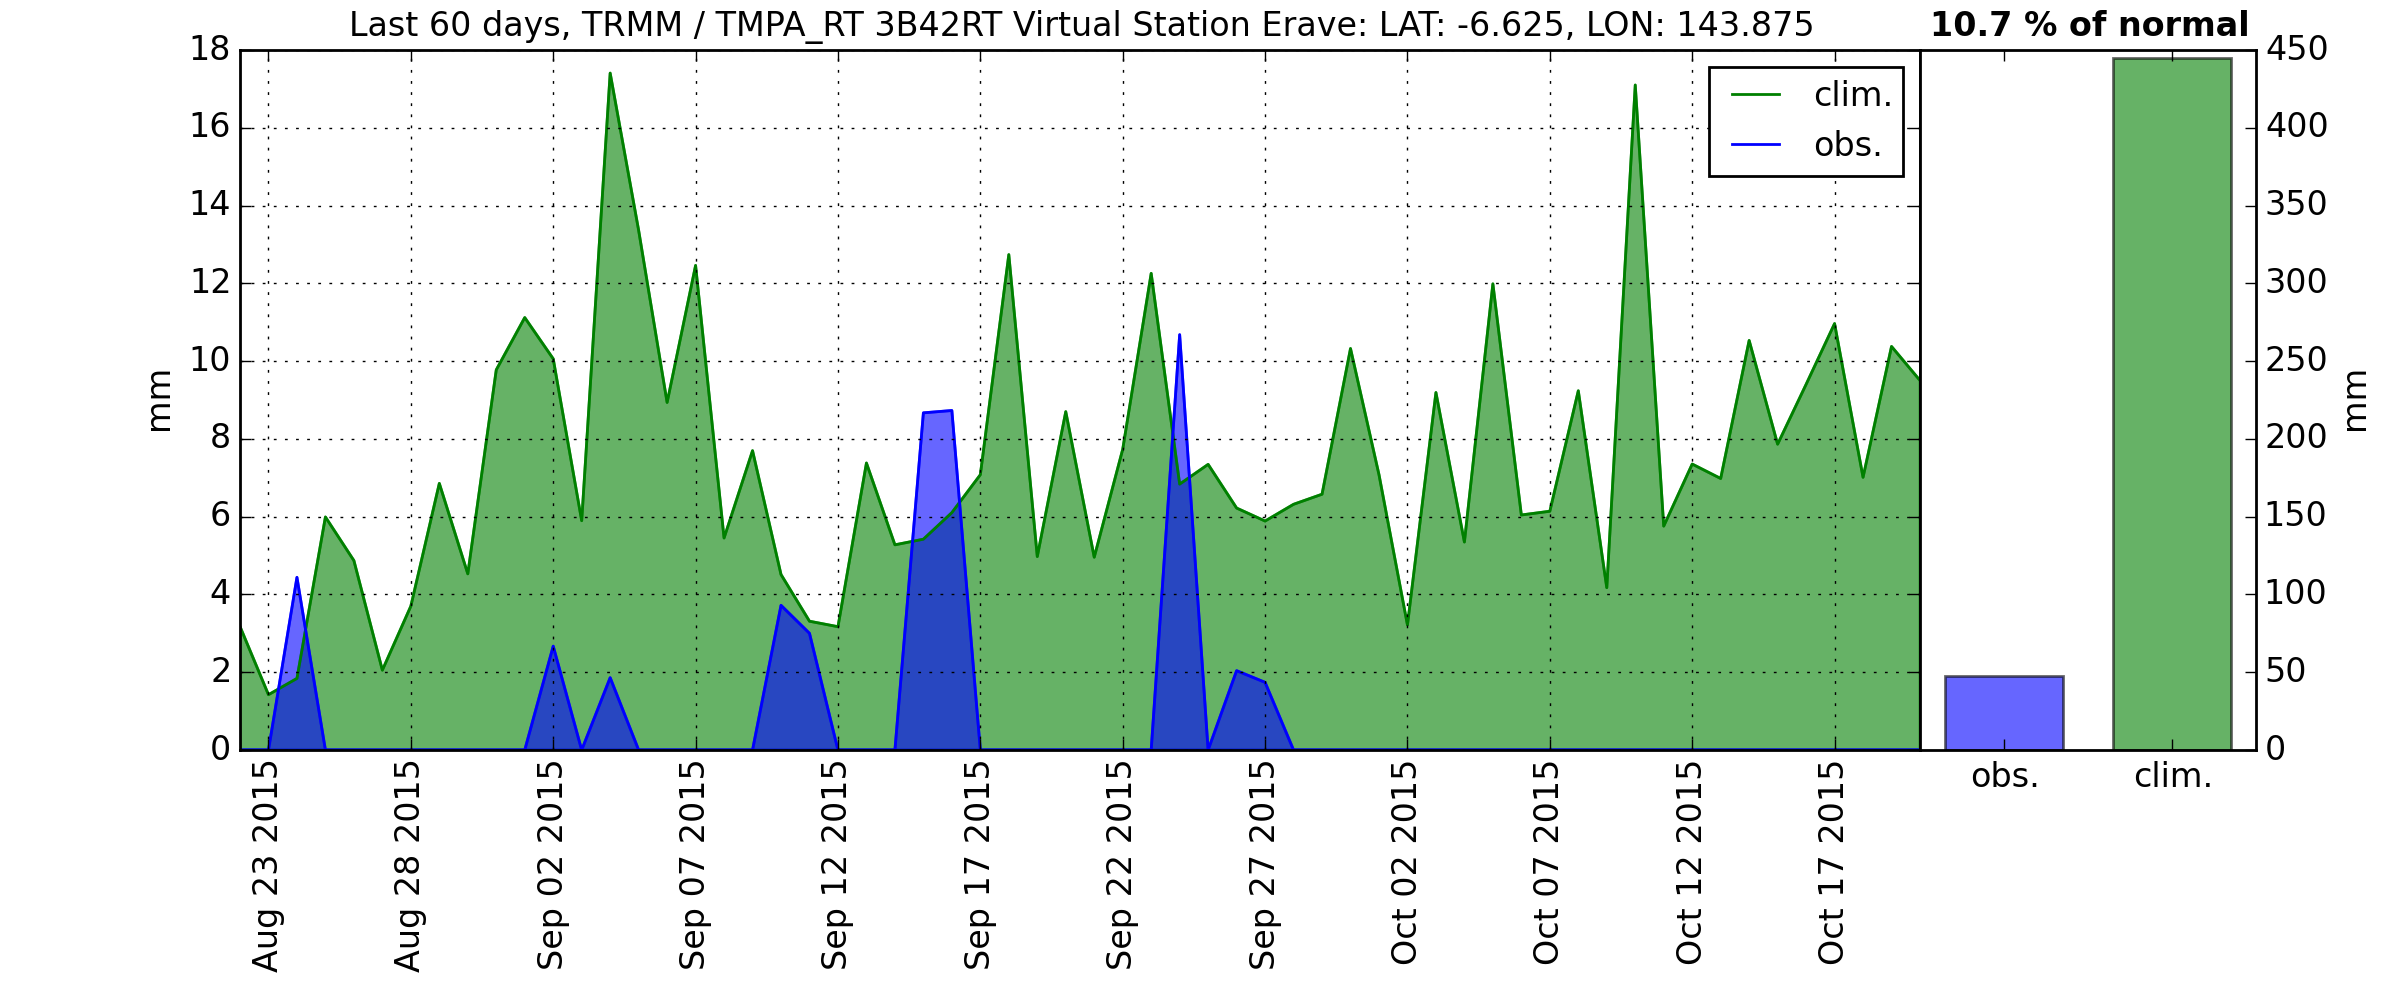 Last 60 days, TRMM / TMPA_RT 3B42RT Virtual Station Erave: LAT: -6.625, LON: 143.875
10.7 % of normal
18
16
14
12
10
8
6
4
2
0
mm
clim.
obs.
450
400
350
300
250
200
150
100
50
0
mm
Aug 23 2015
Aug 28 2015
Sep 02 2015
Sep 07 2015
Sep 12 2015
Sep 17 2015
Sep 22 2015
Sep 27 2015
Oct 02 2015
Oct 07 2015
Oct 12 2015
Oct 17 2015
obs.
clim.